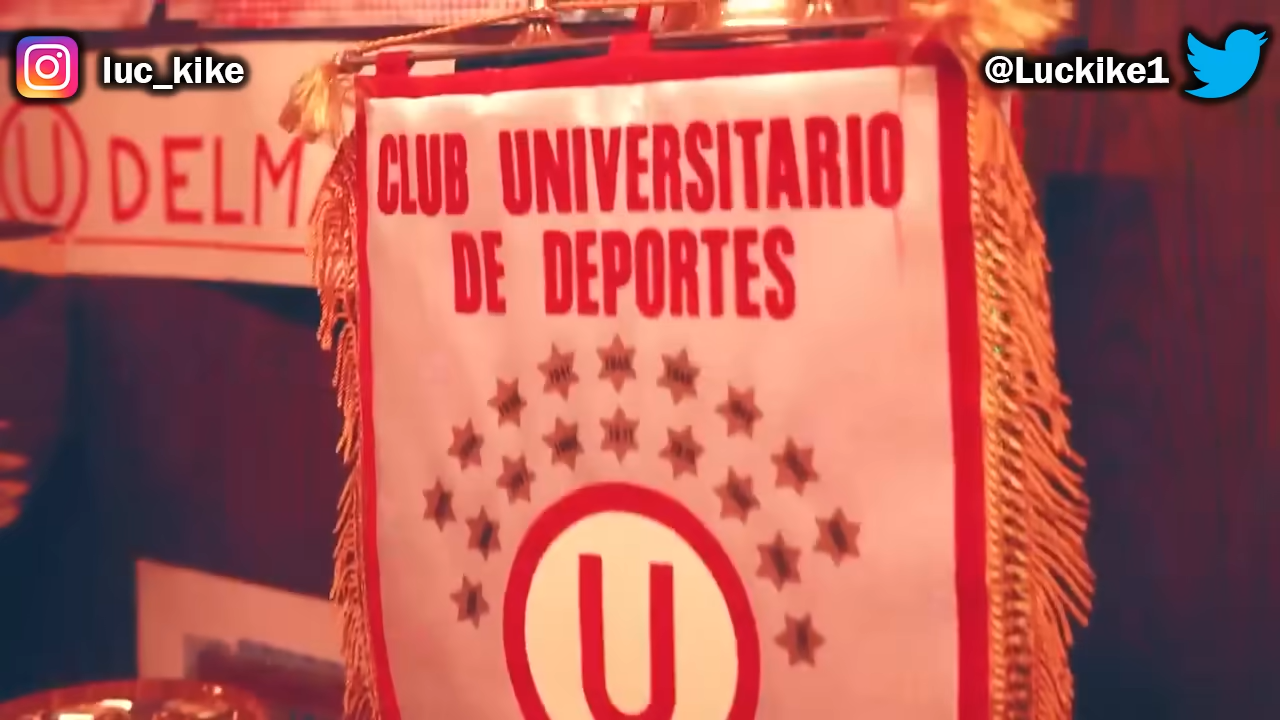 luc_kike
@Luckike1
U DELM
CLUB UNIVERSITARIO
DE DEPORTES
U